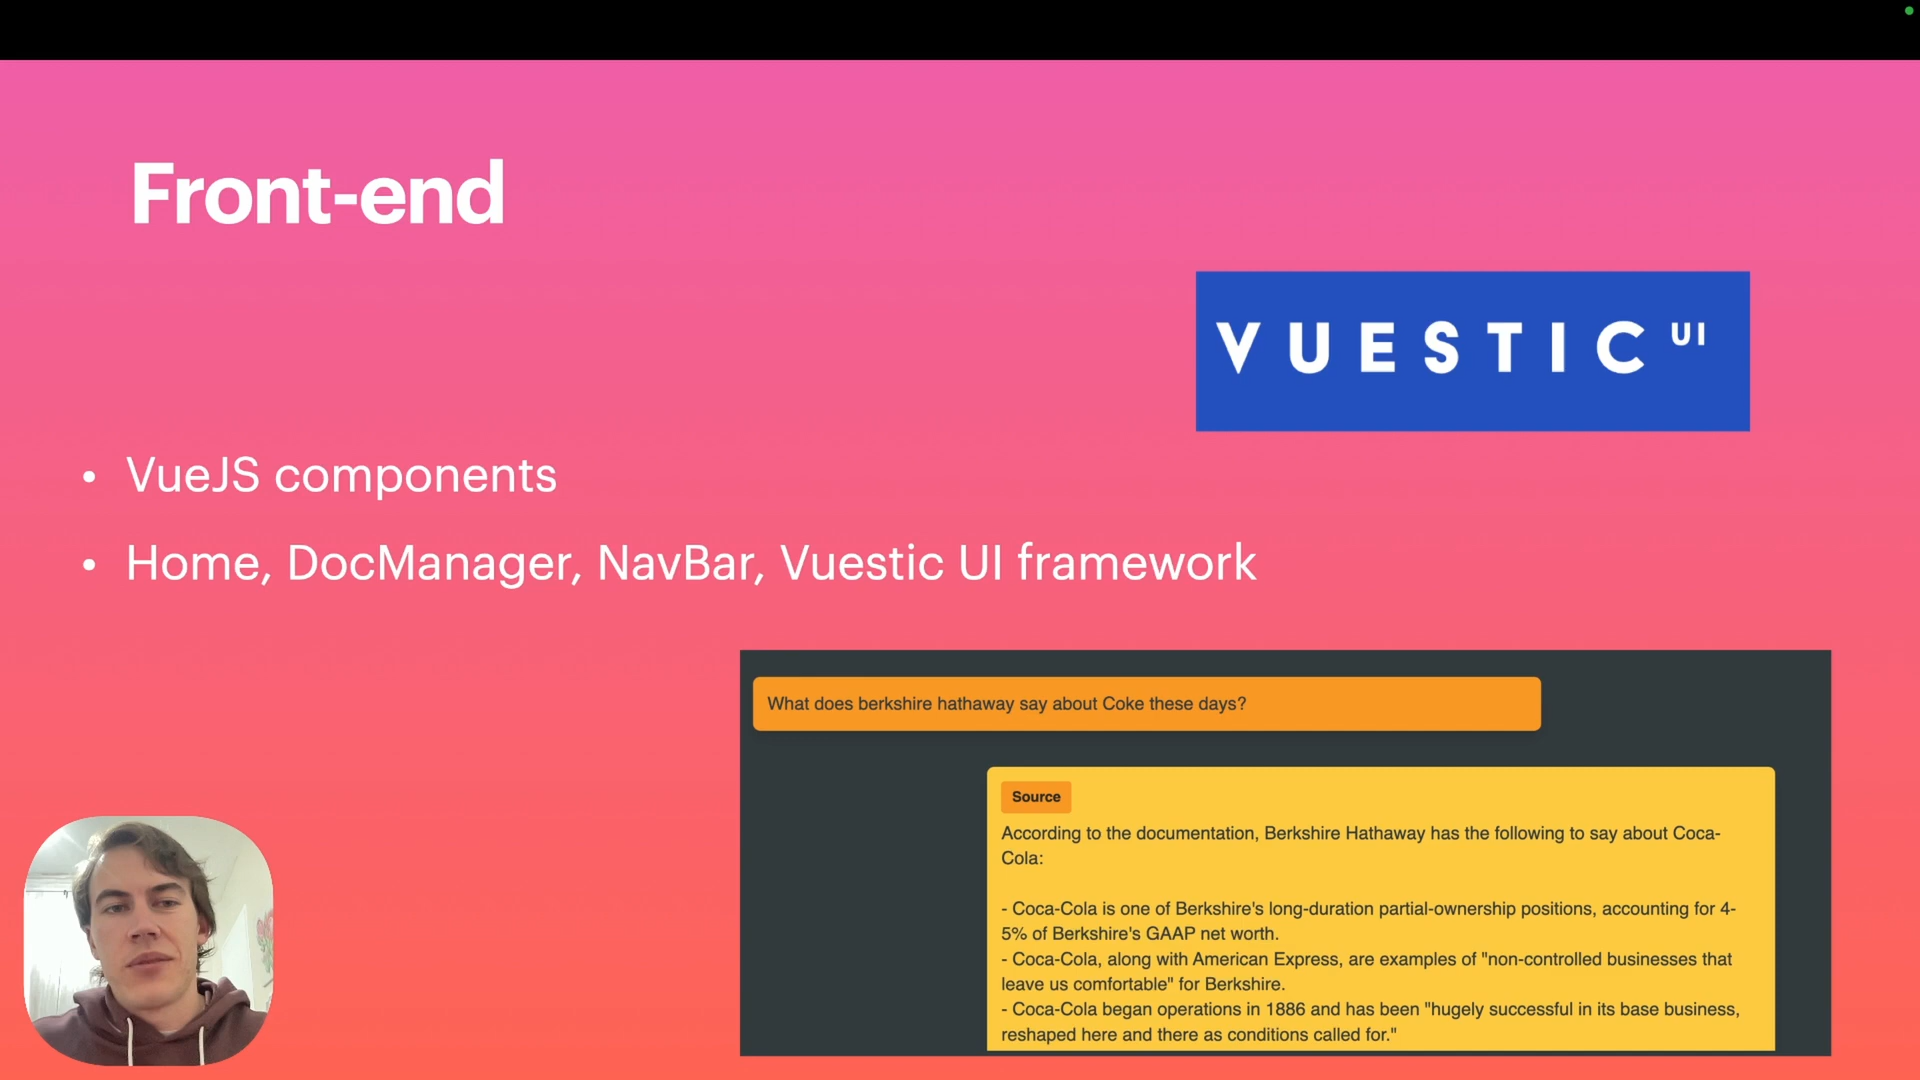 Front-end
VUESTIC UI
• VueJS components
• Home, DocManager, NavBar, Vuestic UI framework
What does berkshire hathaway say about Coke these days?
Source
According to the documentation, Berkshire Hathaway has the following to say about Coca-
Cola:
- Coca-Cola is one of Berkshire's long-duration partial-ownership positions, accounting for 4-
5% of Berkshire's GAAP net worth.
- Coca-Cola, along with American Express, are examples of "non-controlled businesses that
leave us comfortable" for Berkshire.
- Coca-Cola began operations in 1886 and has been "hugely successful in its base business,
reshaped here and there as conditions called for."